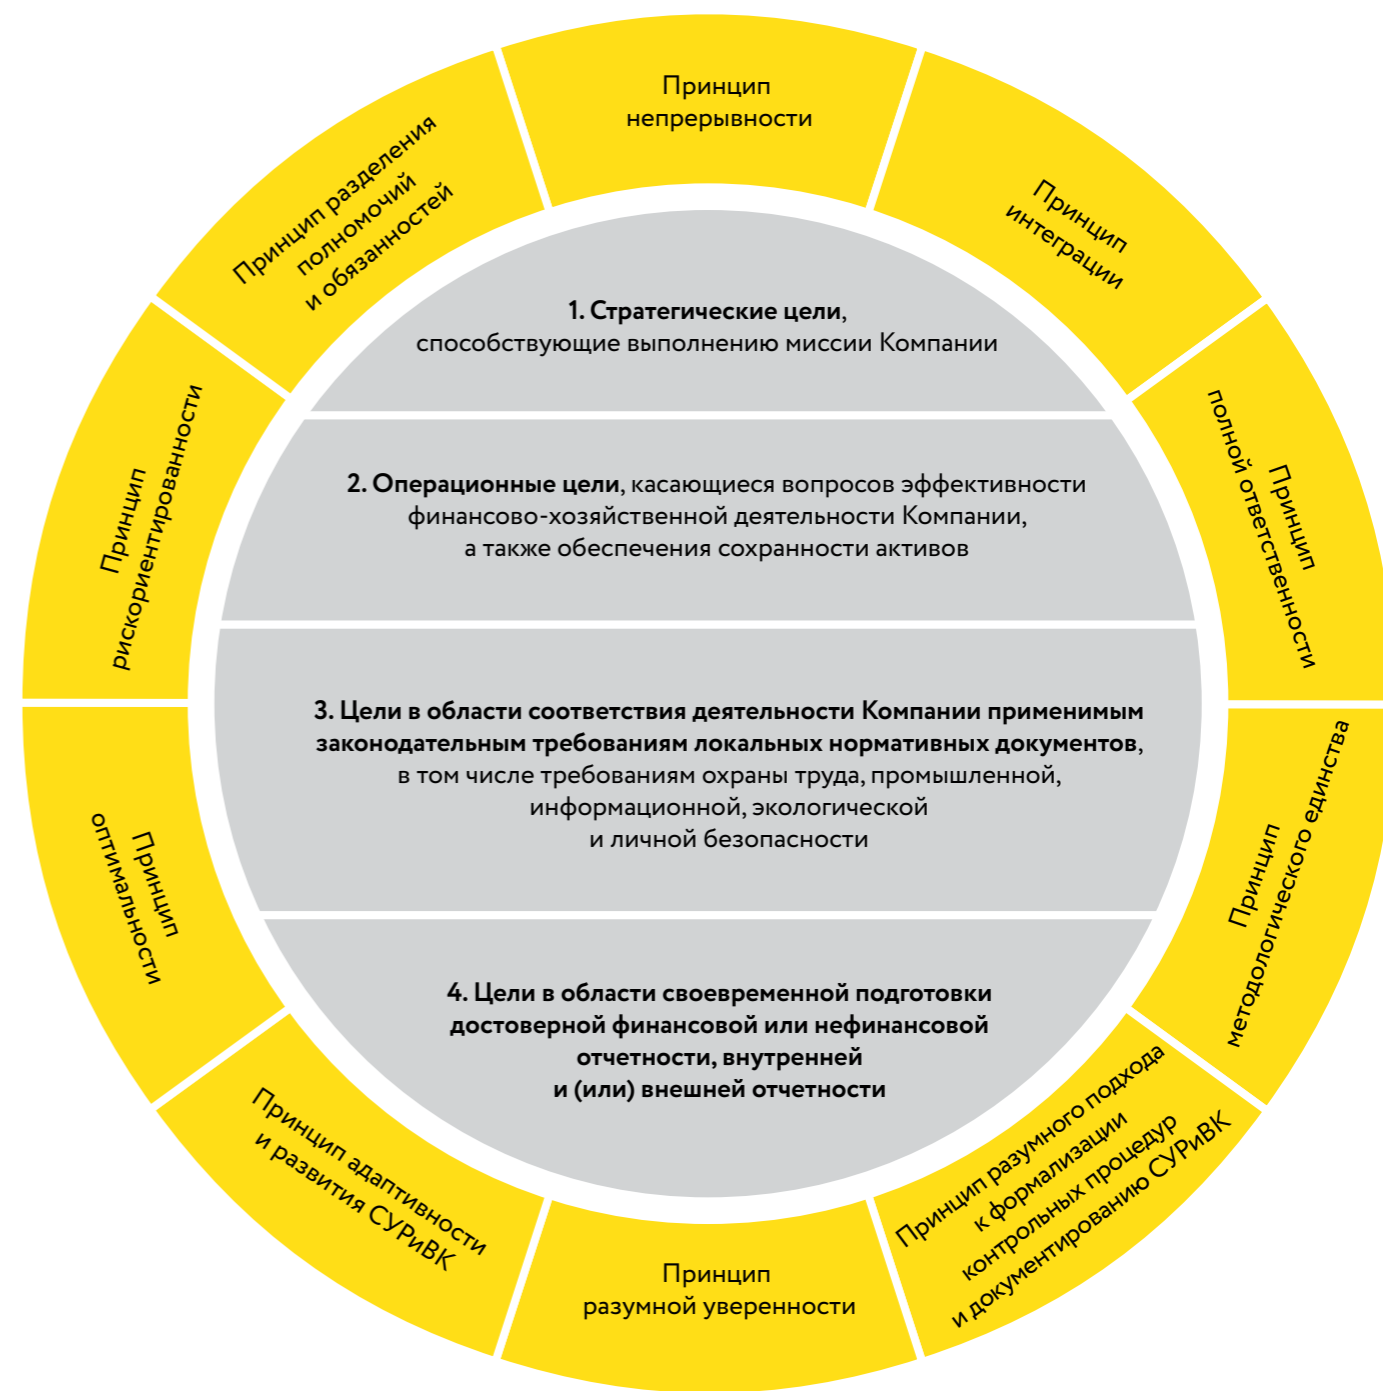 Принцип
непрерывности
Принцип
интеграции
Принцип
полной ответственности
Принцип
методологического единства
Принцип разумного подхода
к формализации
контрольных процедур
и документированию СУРиВК
Принцип
разумной уверенности
Принцип адаптивности
и развития СУРиВК
Принцип
оптимальности
Принцип
рискориентированности
Принцип разделения
полномочий
и обязанностей
1. Стратегические цели,
способствующие выполнению миссии Компании
2. Операционные цели, касающиеся вопросов эффективности
финансово-хозяйственной деятельности Компании,
а также обеспечения сохранности активов
3. Цели в области соответствия деятельности Компании применимым
законодательным требованиям локальных нормативных документов,
в том числе требованиям охраны труда, промышленной,
информационной, экологической
и личной безопасности
4. Цели в области своевременной подготовки
достоверной финансовой или нефинансовой
отчетности, внутренней
и (или) внешней отчетности